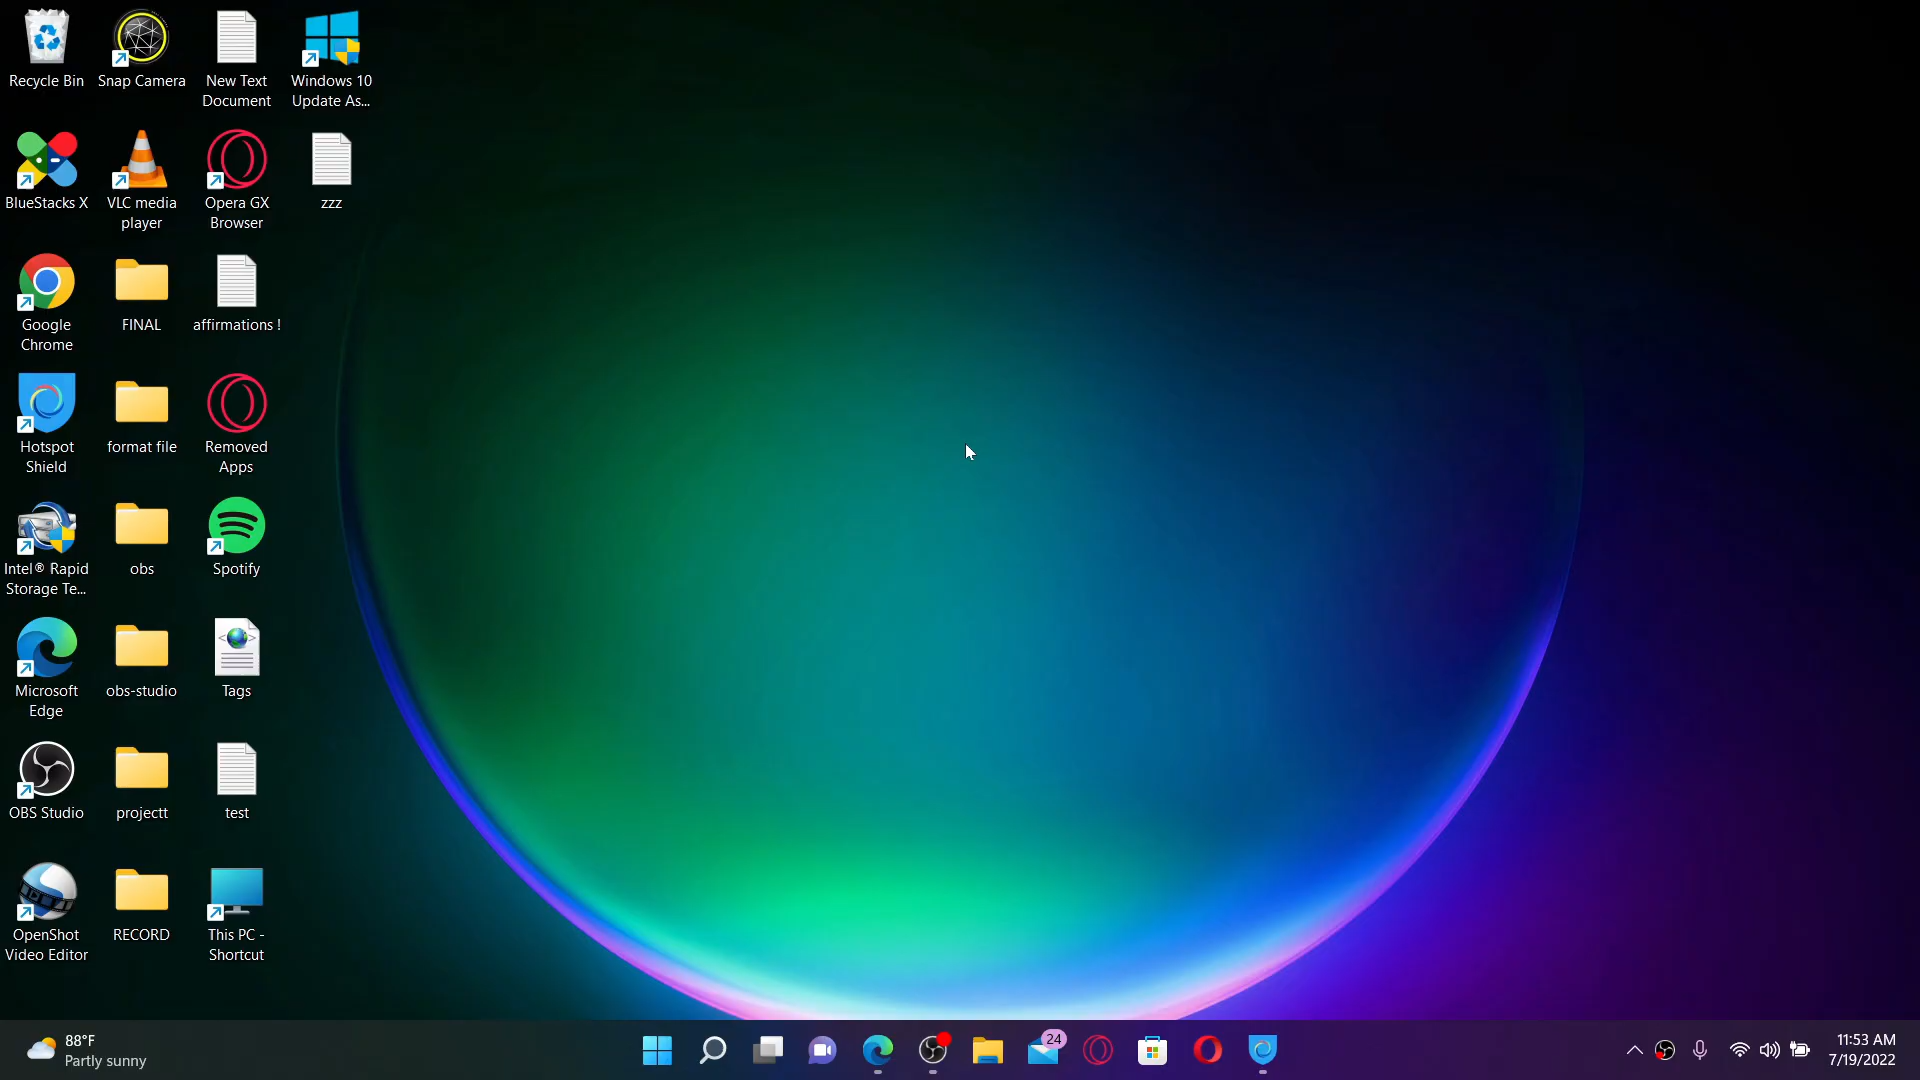 Recycle Bin
Snap Camera
New Text
Document
Windows 10
Update As...
BlueStacks X
VLC media
player
Opera GX
Browser
zzz
Google
Chrome
FINAL
affirmations !
Hotspot
Shield
format file
Removed
Apps
Intel® Rapid
Storage Te...
obs
Spotify
Microsoft
Edge
obs-studio
Tags
OBS Studio
projectt
test
OpenShot
Video Editor
RECORD
This PC -
Shortcut
88°F
Partly sunny
24
11:53 AM
7/19/2022